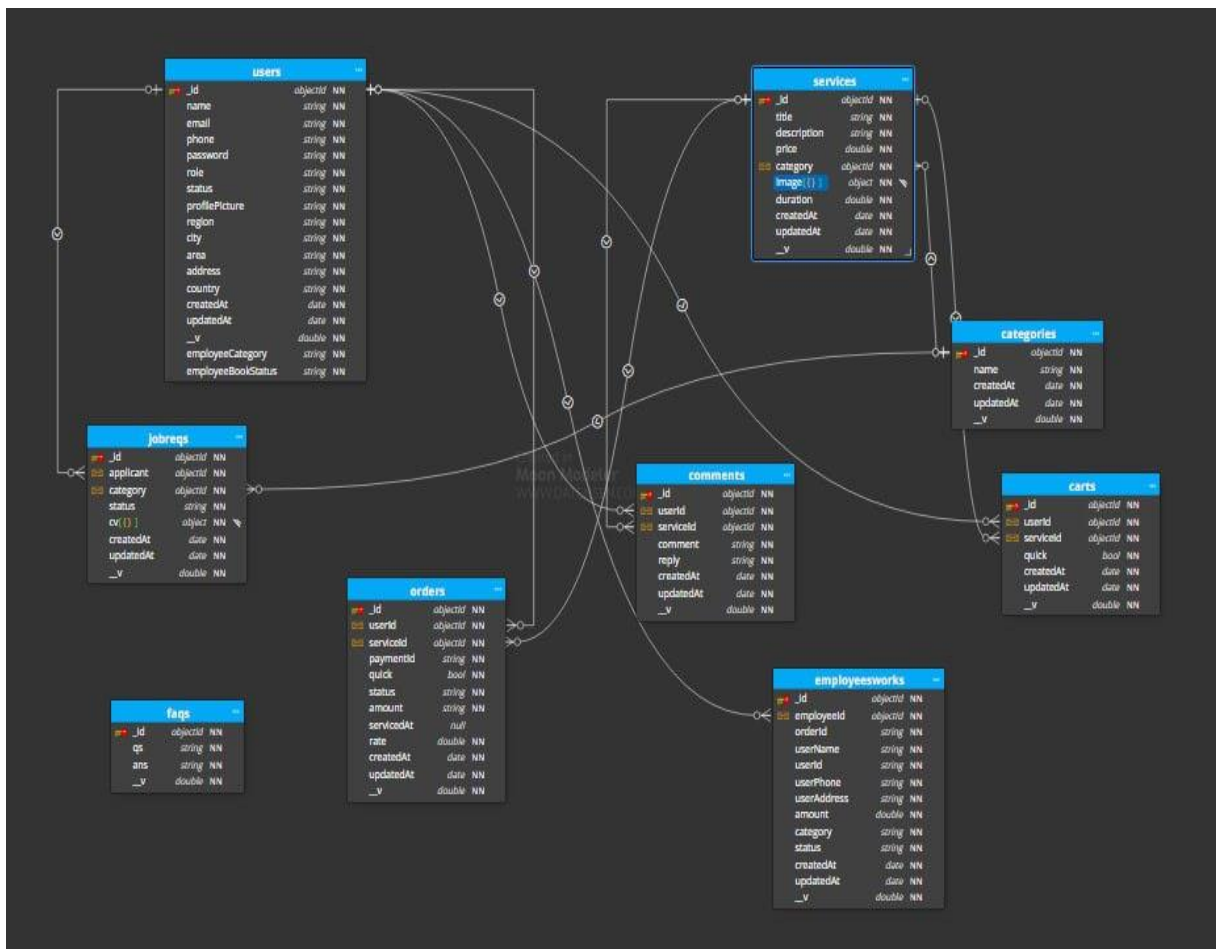 users
_id objectId NN
name string NN
email string NN
phone string NN
password string NN
role string NN
status string NN
profilePicture string NN
region string NN
city string NN
area string NN
address string NN
country string NN
createdAt date NN
updatedAt date NN
__v double NN
employeeCategory string NN
employeeBookStatus string NN
services
_id objectId NN
title string NN
description string NN
price double NN
category objectId NN
image[{} ] object NN
duration double NN
createdAt date NN
updatedAt date NN
__v double NN
categories
_id objectId NN
name string NN
createdAt date NN
updatedAt date NN
__v double NN
jobreqs
_id objectId NN
applicant objectId NN
category objectId NN
status string NN
cv[{} ] object NN
createdAt date NN
updatedAt date NN
__v double NN
Moon Modeler
comments
_id objectId NN
userId objectId NN
serviceId objectId NN
comment string NN
reply string NN
createdAt date NN
updatedAt date NN
__v double NN
carts
_id objectId NN
userId objectId NN
serviceId objectId NN
quick bool NN
createdAt date NN
updatedAt date NN
__v double NN
orders
_id objectId NN
userId objectId NN
serviceId objectId NN
paymentId string NN
quick bool NN
status string NN
amount string NN
servicedAt null
rate double NN
createdAt date NN
updatedAt date NN
__v double NN
faqs
_id objectId NN
qs string NN
ans string NN
__v double NN
employeesworks
_id objectId NN
employeeId objectId NN
orderId string NN
userName string NN
userId string NN
userPhone string NN
userAddress string NN
amount double NN
category string NN
status string NN
createdAt date NN
updatedAt date NN
__v double NN